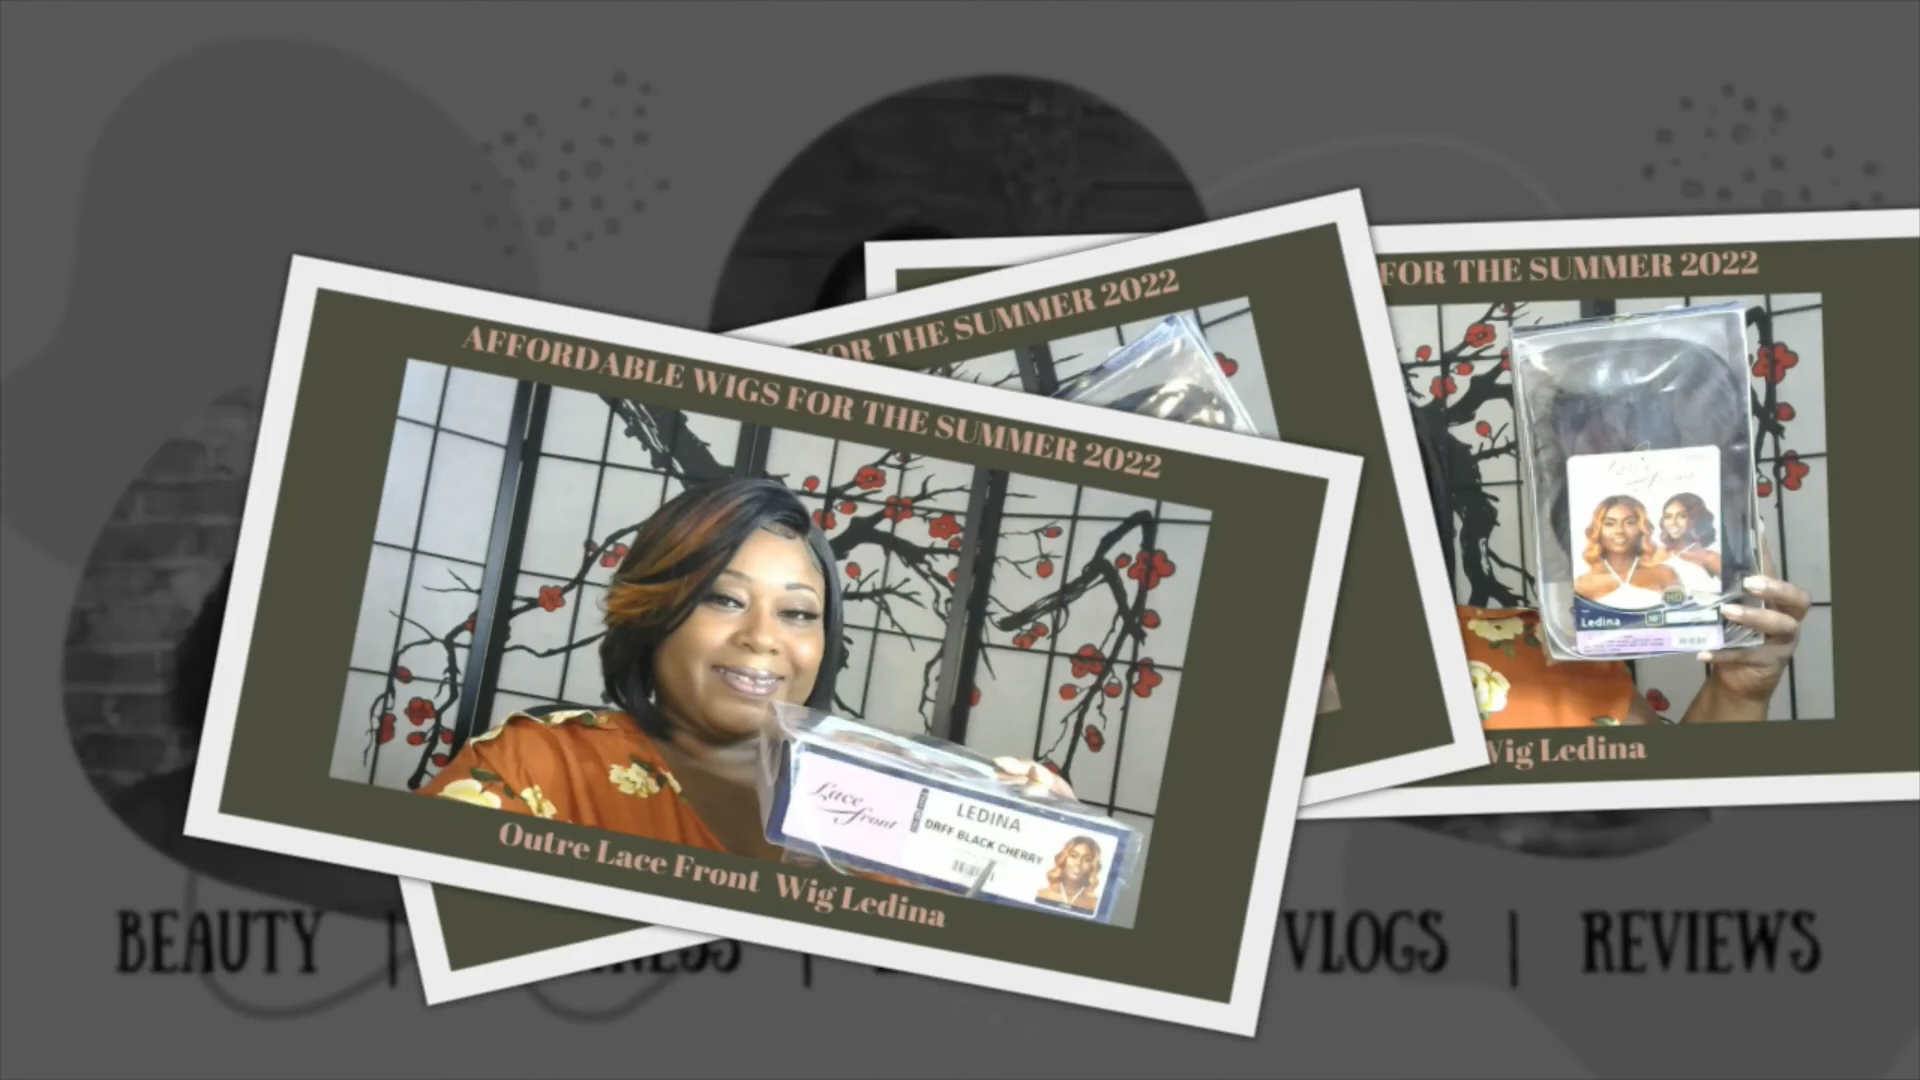 AFFORDABLE WIGS FOR THE SUMMER 2022
Lace
Front
LEDINA
DRFF BLACK CHERRY
Outre Lace Front Wig Ledina
FOR THE SUMMER 2022
FOR THE SUMMER 2022
Ledina
Wig Ledina
BEAUTY | | VLOGS | REVIEWS